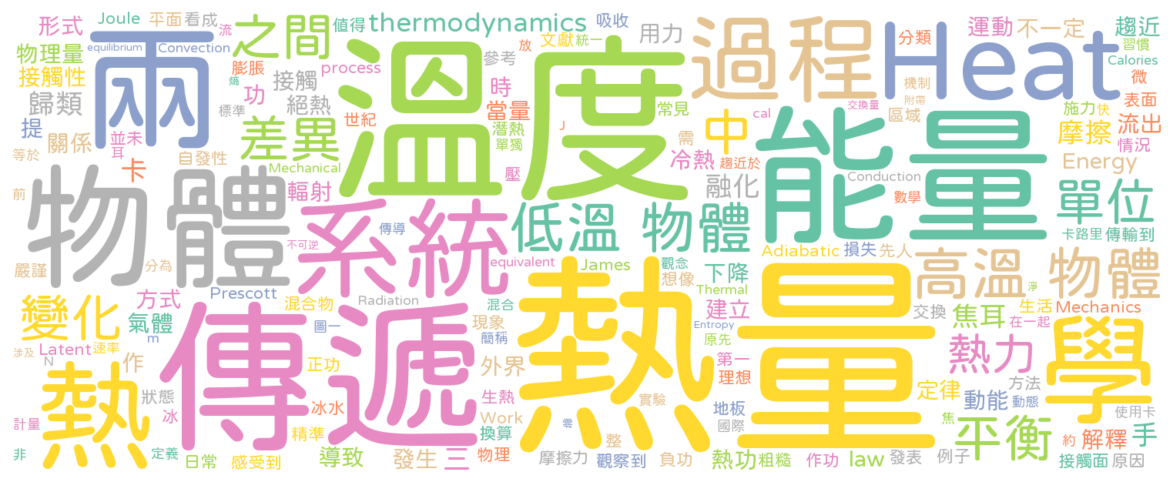 形式
Joule
平面
看成
流
之間
值得
thermodynamics
吸收
用力
過程
Heat
分類
運動
不一定
趨近
習慣
物理量
equilibrium
Convection
兩
溫度
放
文獻
統一
參考
Calories
微
接觸性
膨脹
熵
接觸
process
機制
附帶
交換量
表面
歸類
功
標準
絕熱
世紀
時
當量
潛熱
單獨
J
常見
需
中
cal
能量
區域
施力
快
摩擦
流出
情況
提
關係
並未
耳
差異
Mechanical
冷熱
趨近於
等於
自發性
卡
壓
Conduction
Energy
前
物體
輻射
融化
數學
單位
傳導
系統
低溫 物體
卡路里
傳輸到
不可逆
Adiabatic
損失
先人
嚴謹
分為
equivalent
觀念
高溫 物體
James
想像
Thermal
下降
變化
方式
Prescott
混合物
Radiation
混合
建立
交換
淨
生活
Mechanics
氣體
m
傳遞
圖一
簡稱
熱量
Entropy
原先
焦耳
在一起
學
涉及
N
Latent
速率
作
正功
現象
外界
第一
理想
熱力
熱
狀態
冰
冰水
生熱
實驗
定律
方法
動能
動態
使用卡
計量
Work
零
地板
國際
焦
平衡
約
解釋
手
非
定義
日常
感受到
精準
導致
發生
三
換算
物理
整
摩擦力
觀察到
負功
熱功
粗糙
作功
law
發表
例子
接觸面
原因